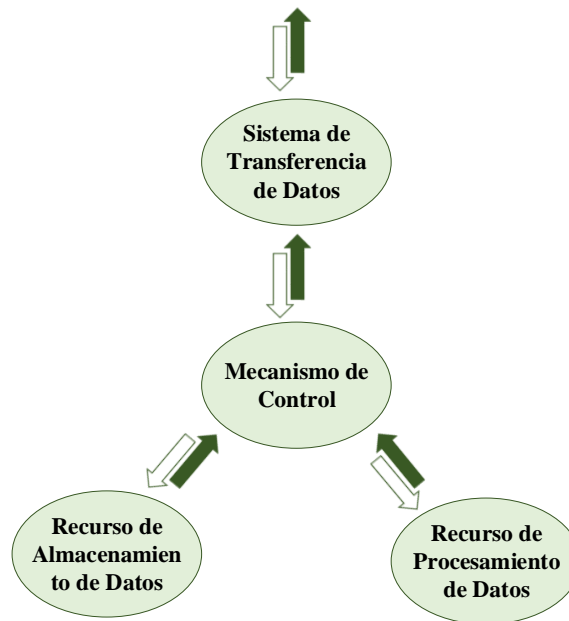 Sistema de
Transferencia
de Datos
Mecanismo de
Control
Recurso de
Almacenamien
to de Datos
Recurso de
Procesamiento
de Datos